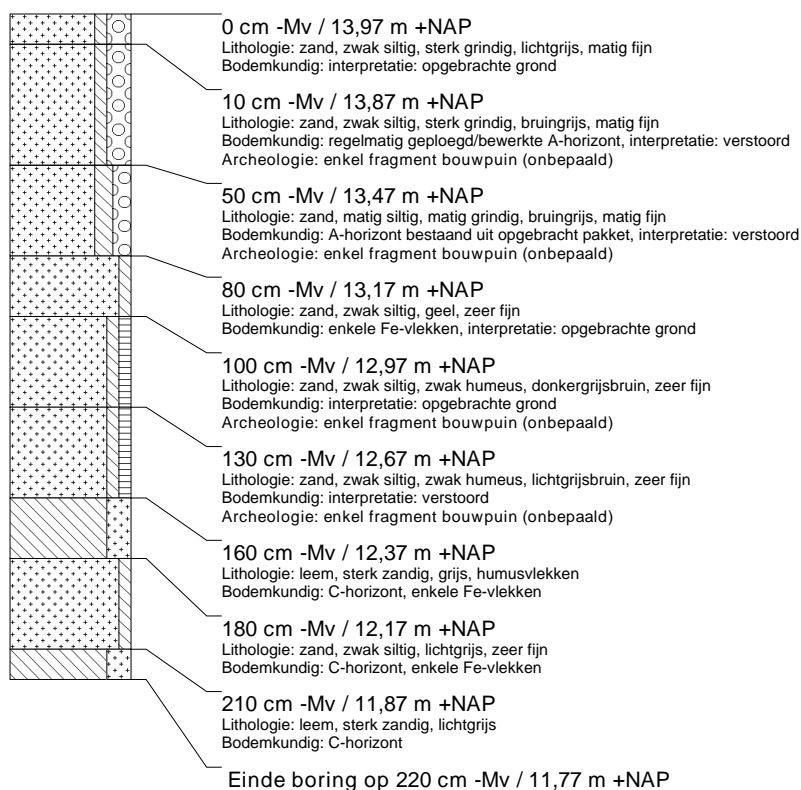 0 cm -Mv / 13,97 m +NAP
Lithologie: zand, zwak siltig, sterk grindig, lichtgrijs, matig fijn
Bodemkundig: interpretatie: opgebrachte grond
10 cm -Mv / 13,87 m +NAP
Lithologie: zand, zwak siltig, sterk grindig, bruingrijs, matig fijn
Bodemkundig: regelmatig geploegd/bewerkte A-horizont, interpretatie: verstoord
Archeologie: enkel fragment bouwpuin (onbepaald)
50 cm -Mv / 13,47 m +NAP
Lithologie: zand, matig siltig, matig grindig, bruingrijs, matig fijn
Bodemkundig: A-horizont bestaand uit opgebracht pakket, interpretatie: verstoord
Archeologie: enkel fragment bouwpuin (onbepaald)
80 cm -Mv / 13,17 m +NAP
Lithologie: zand, zwak siltig, geel, zeer fijn
Bodemkundig: enkele Fe-vlekken, interpretatie: opgebrachte grond
100 cm -Mv / 12,97 m +NAP
Lithologie: zand, zwak siltig, zwak humeus, donkergrijsbruin, zeer fijn
Bodemkundig: interpretatie: opgebrachte grond
Archeologie: enkel fragment bouwpuin (onbepaald)
130 cm -Mv / 12,67 m +NAP
Lithologie: zand, zwak siltig, zwak humeus, lichtgrijsbruin, zeer fijn
Bodemkundig: interpretatie: verstoord
Archeologie: enkel fragment bouwpuin (onbepaald)
160 cm -Mv / 12,37 m +NAP
Lithologie: leem, sterk zandig, grijs, humusvlekken
Bodemkundig: C-horizont, enkele Fe-vlekken
180 cm -Mv / 12,17 m +NAP
Lithologie: zand, zwak siltig, lichtgrijs, zeer fijn
Bodemkundig: C-horizont, enkele Fe-vlekken
210 cm -Mv / 11,87 m +NAP
Lithologie: leem, sterk zandig, lichtgrijs
Bodemkundig: C-horizont
Einde boring op 220 cm -Mv / 11,77 m +NAP